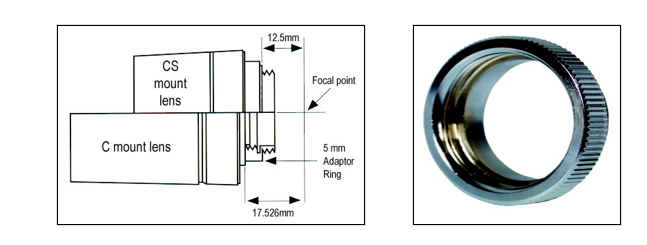 12.5mm
CS
mount
lens
Focal point
C mount lens
5 mm
Adaptor
Ring
17.526mm